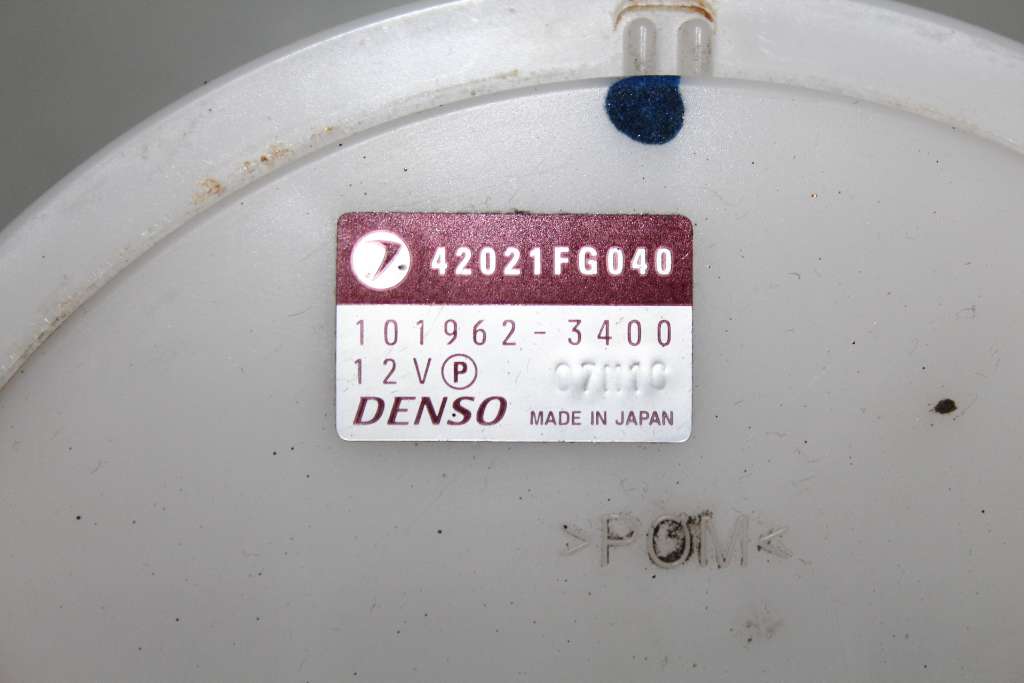 42021FG040
101962-3400
12V Ⓟ
DENSO MADE IN JAPAN
>POM<